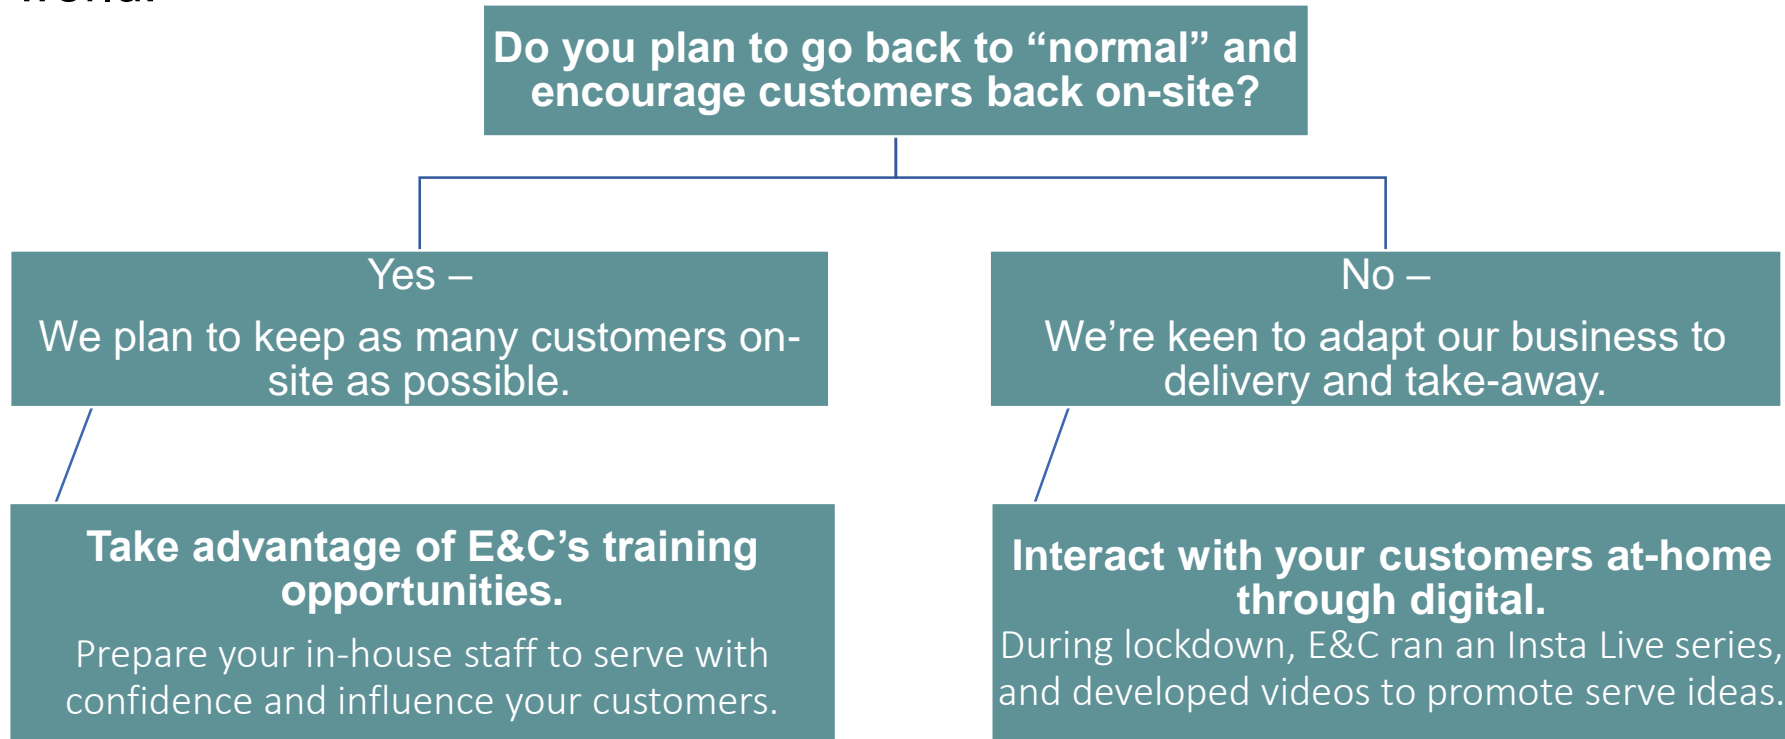 Do you plan to go back to “normal” and
encourage customers back on-site?
Yes –
We plan to keep as many customers on-
site as possible.
No –
We’re keen to adapt our business to
delivery and take-away.
Take advantage of E&C’s training
opportunities.
Prepare your in-house staff to serve with
confidence and influence your customers.
Interact with your customers at-home
through digital.
During lockdown, E&C ran an Insta Live series,
and developed videos to promote serve ideas.